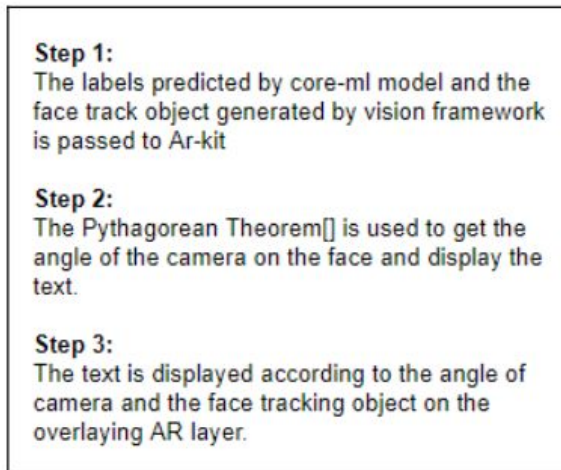 Step 1:
The labels predicted by core-ml model and the
face track object generated by vision framework
is passed to Ar-kit
Step 2:
The Pythagorean Theorem[] is used to get the
angle of the camera on the face and display the
text.
Step 3:
The text is displayed according to the angle of
camera and the face tracking object on the
overlaying AR layer.